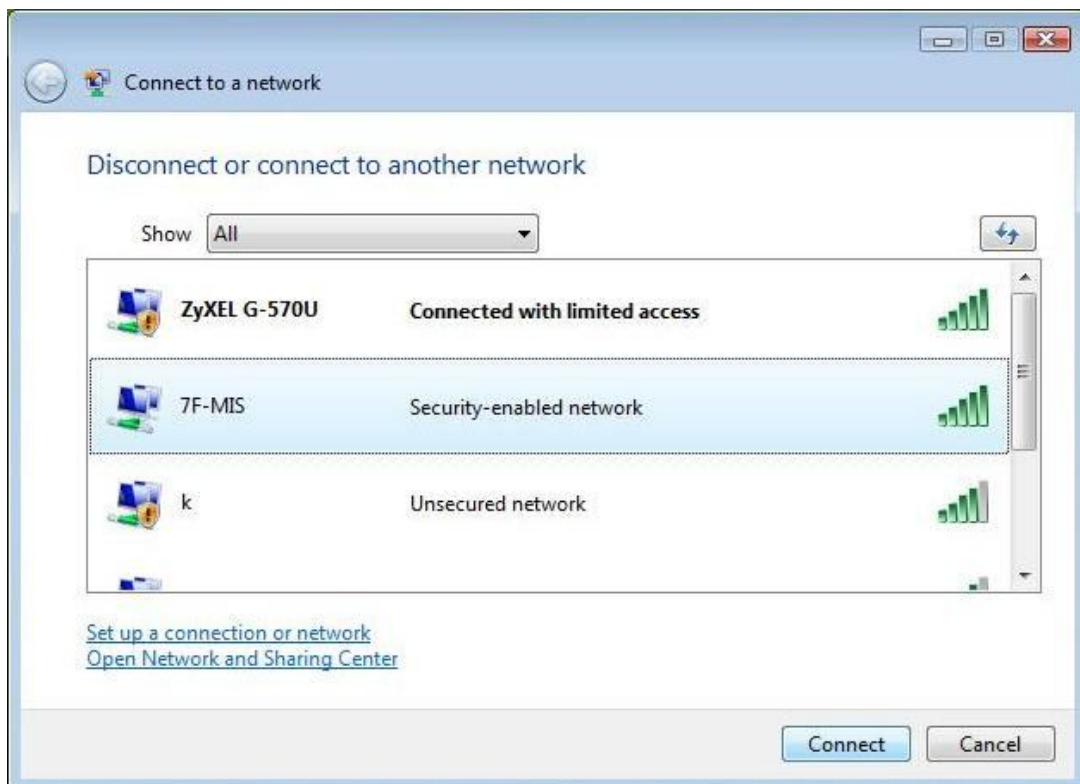 Connect to a network
Disconnect or connect to another network
Show All
ZyXEL G-570U Connected with limited access
7F-MIS Security-enabled network
k Unsecured network
Set up a connection or network
Open Network and Sharing Center
Connect Cancel